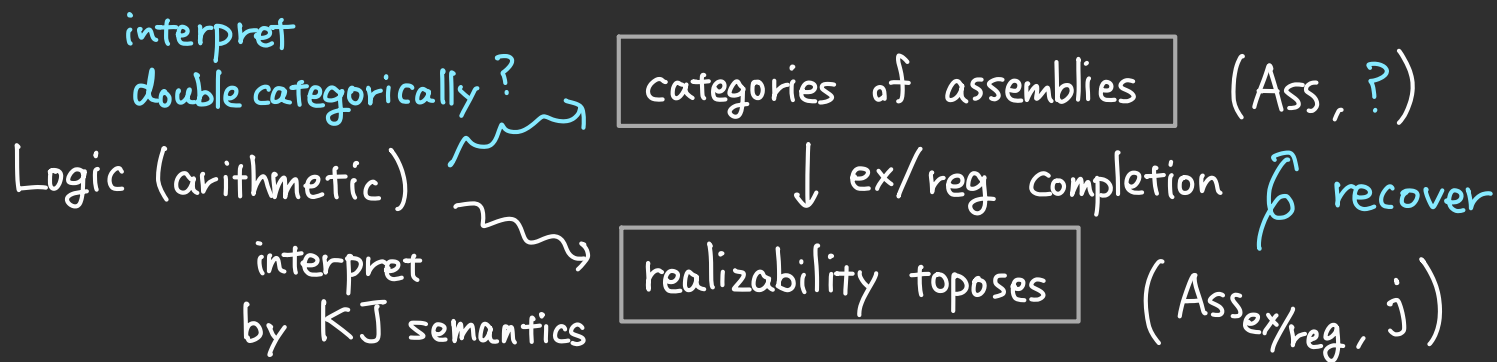 interpret
double categorically ?
categories of assemblies
(Ass, ?)
Logic (arithmetic)
↓ ex/reg completion
recover
interpret
by KJ semantics
realizability toposes
(Ass_ex/reg, j)